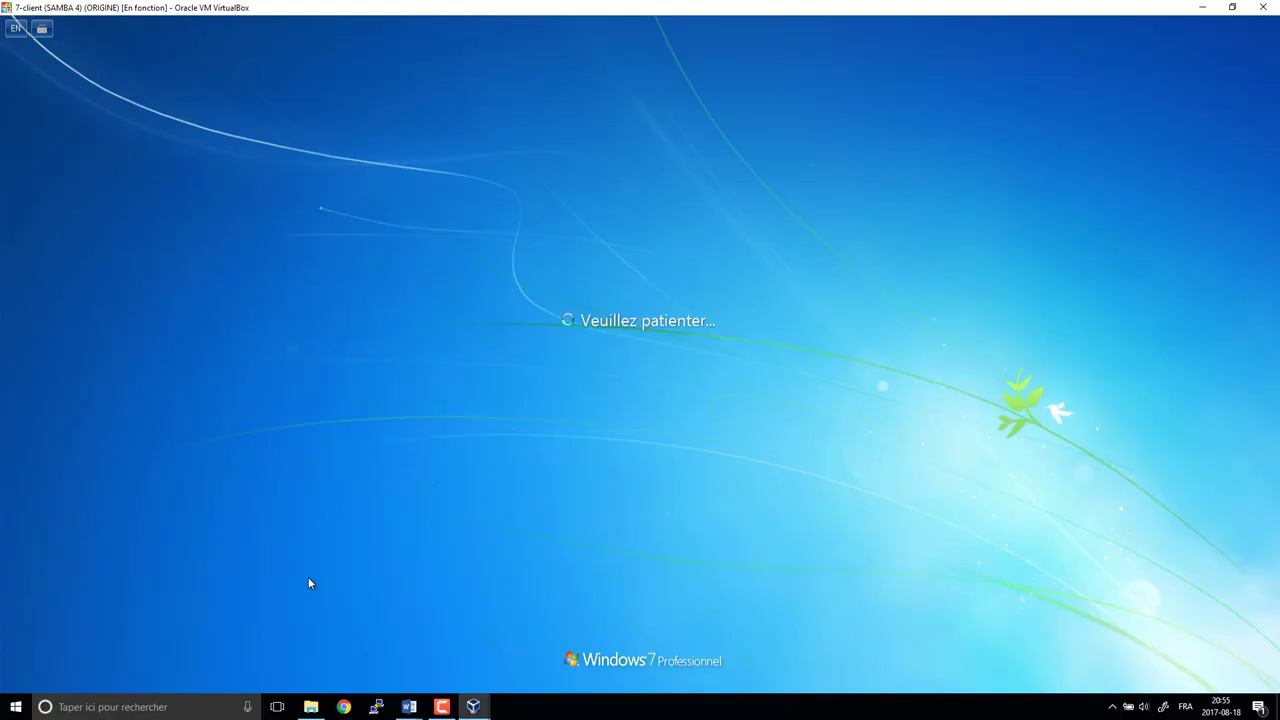 7-client (SAMBA 4) (ORIGINE) [En fonction] - Oracle VM VirtualBox
EN
Veuillez patienter...
Windows 7 Professionnel
Taper ici pour rechercher
FRA
20:55
2017-08-18
1